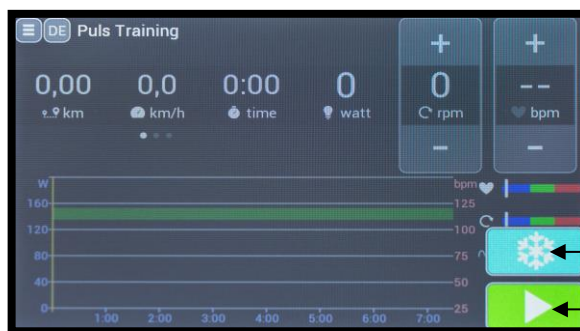 DE Puls Training
+ +
0,00 0,0 0:00 0 0 --
km km/h time watt rpm bpm
- -
W bpm
160 125
120 100
80 75
40 50
0 25
1:00 2:00 3:00 4:00 5:00 6:00 7:00